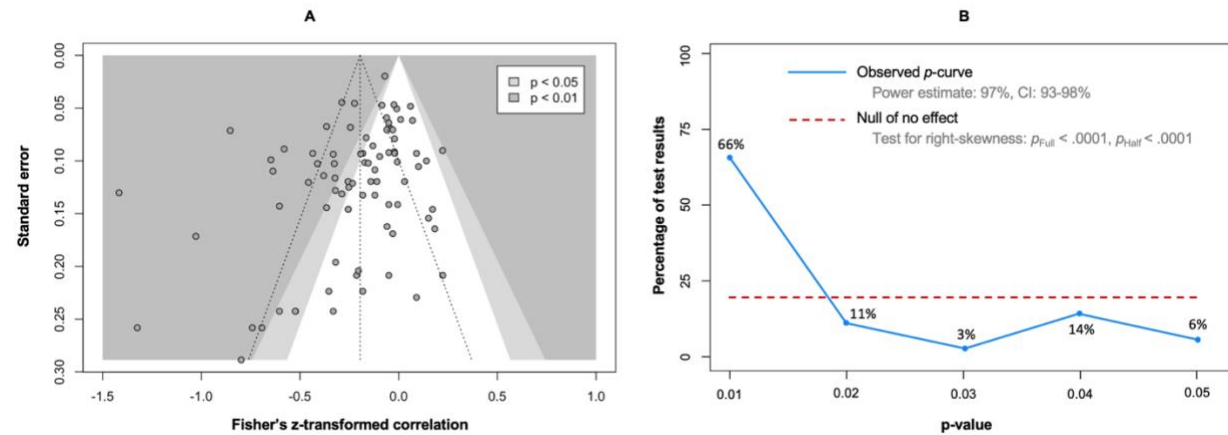 A
Standard error
0.00
0.05
0.10
0.15
0.20
0.25
0.30
p < 0.05
p < 0.01
-1.5
-1.0
-0.5
0.0
0.5
1.0
Fisher's z-transformed correlation
B
Percentage of test results
100
75
50
25
0
Observed p-curve
Power estimate: 97%, CI: 93-98%
Null of no effect
Test for right-skewness: pFull < .0001, pHalf < .0001
66%
11%
3%
14%
6%
0.01
0.02
0.03
0.04
0.05
p-value